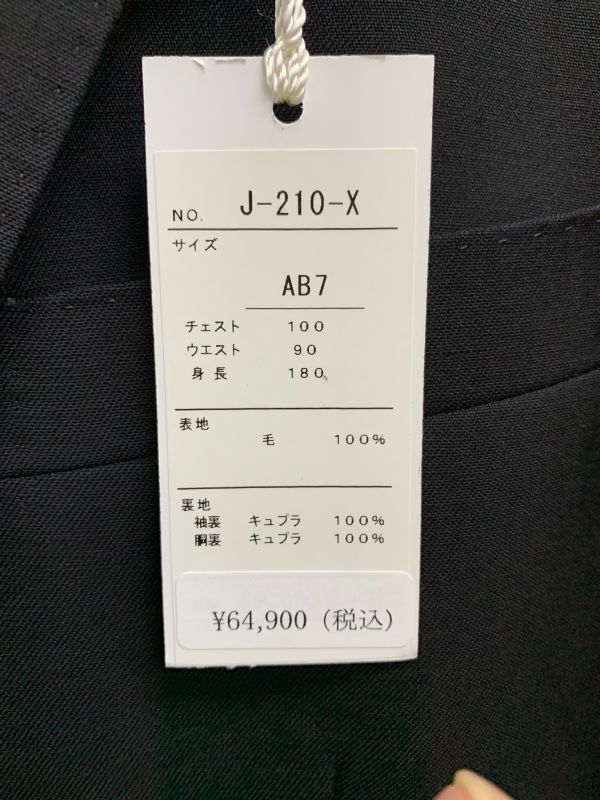 NO. J-210-X
サイズ
AB7
チェスト 100
ウエスト 90
身長 180
表地
毛 100%
裏地
袖裏 キュプラ 100%
胴裏 キュプラ 100%
¥64,900 (税込)